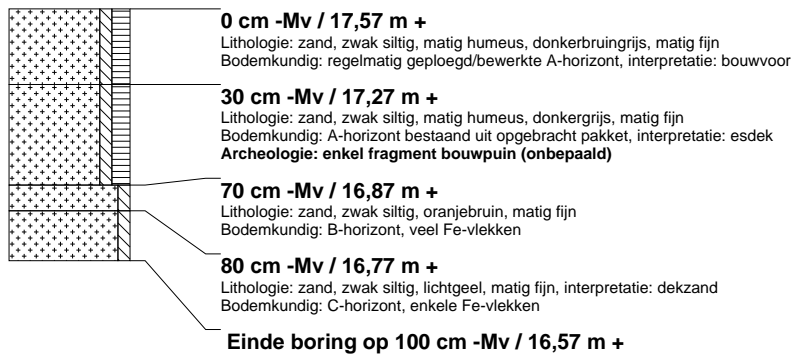 0 cm -Mv / 17,57 m +
Lithologie: zand, zwak siltig, matig humeus, donkerbruingrijs, matig fijn
Bodemkundig: regelmatig geploegd/bewerkte A-horizont, interpretatie: bouwvoor
30 cm -Mv / 17,27 m +
Lithologie: zand, zwak siltig, matig humeus, donkergrijs, matig fijn
Bodemkundig: A-horizont bestaand uit opgebracht pakket, interpretatie: esdek
Archeologie: enkel fragment bouwpuin (onbepaald)
70 cm -Mv / 16,87 m +
Lithologie: zand, zwak siltig, oranjebruin, matig fijn
Bodemkundig: B-horizont, veel Fe-vlekken
80 cm -Mv / 16,77 m +
Lithologie: zand, zwak siltig, lichtgeel, matig fijn, interpretatie: dekzand
Bodemkundig: C-horizont, enkele Fe-vlekken
Einde boring op 100 cm -Mv / 16,57 m +